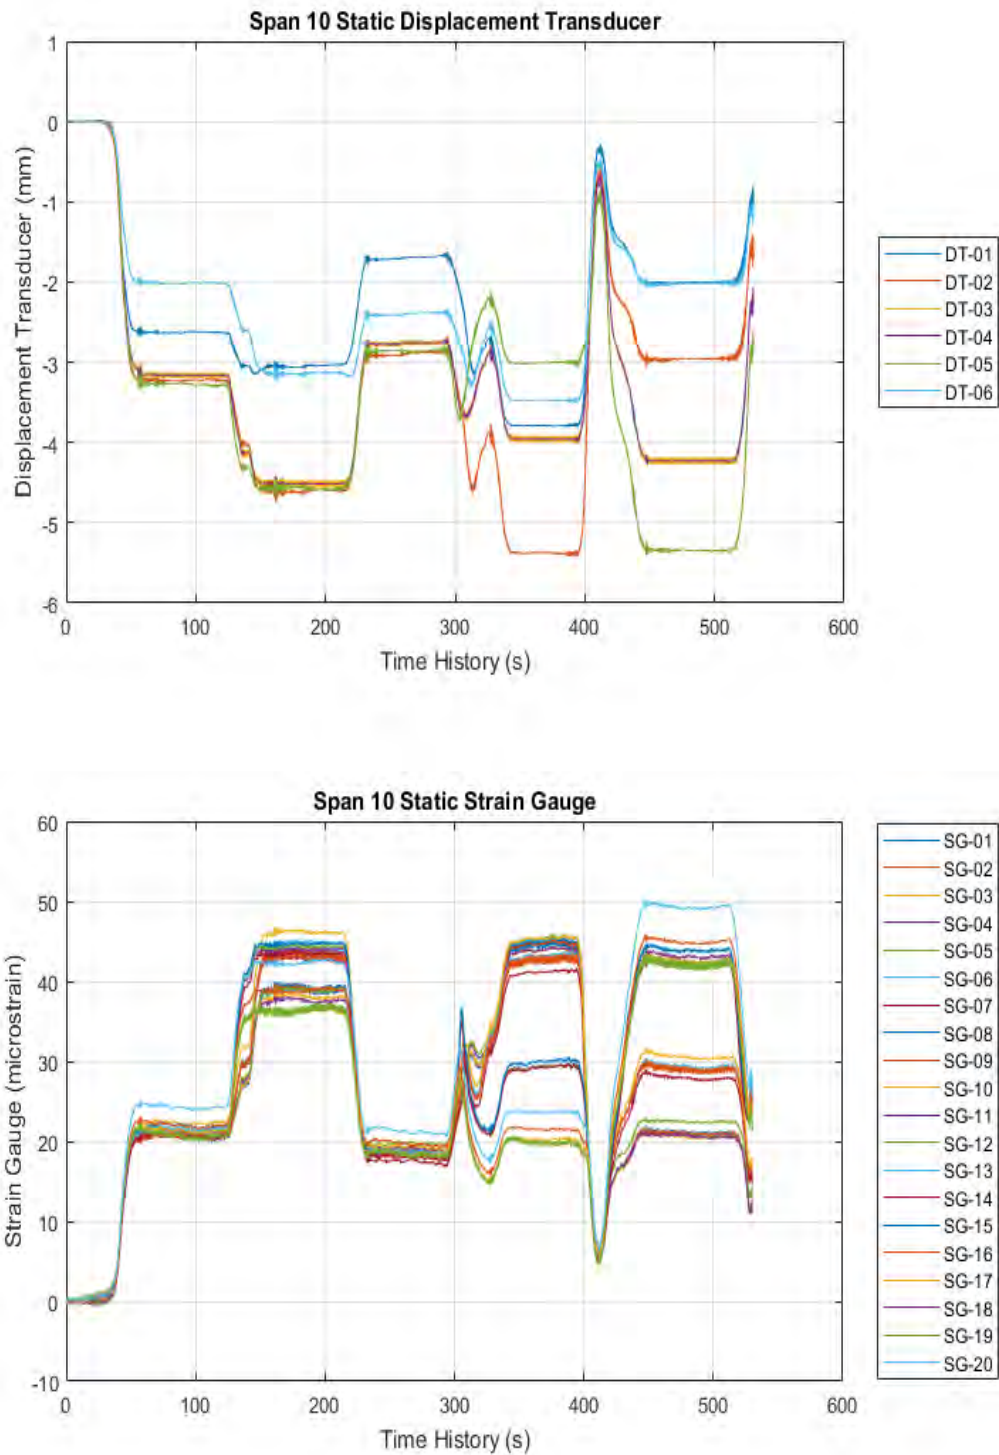 Span 10 Static Displacement Transducer
Displacement Transducer (mm)
1
0
-1
-2
-3
-4
-5
-6
0 100 200 300 400 500 600
Time History (s)
DT-01
DT-02
DT-03
DT-04
DT-05
DT-06
Span 10 Static Strain Gauge
Strain Gauge (microstrain)
60
50
40
30
20
10
0
-10
0 100 200 300 400 500 600
Time History (s)
SG-01
SG-02
SG-03
SG-04
SG-05
SG-06
SG-07
SG-08
SG-09
SG-10
SG-11
SG-12
SG-13
SG-14
SG-15
SG-16
SG-17
SG-18
SG-19
SG-20